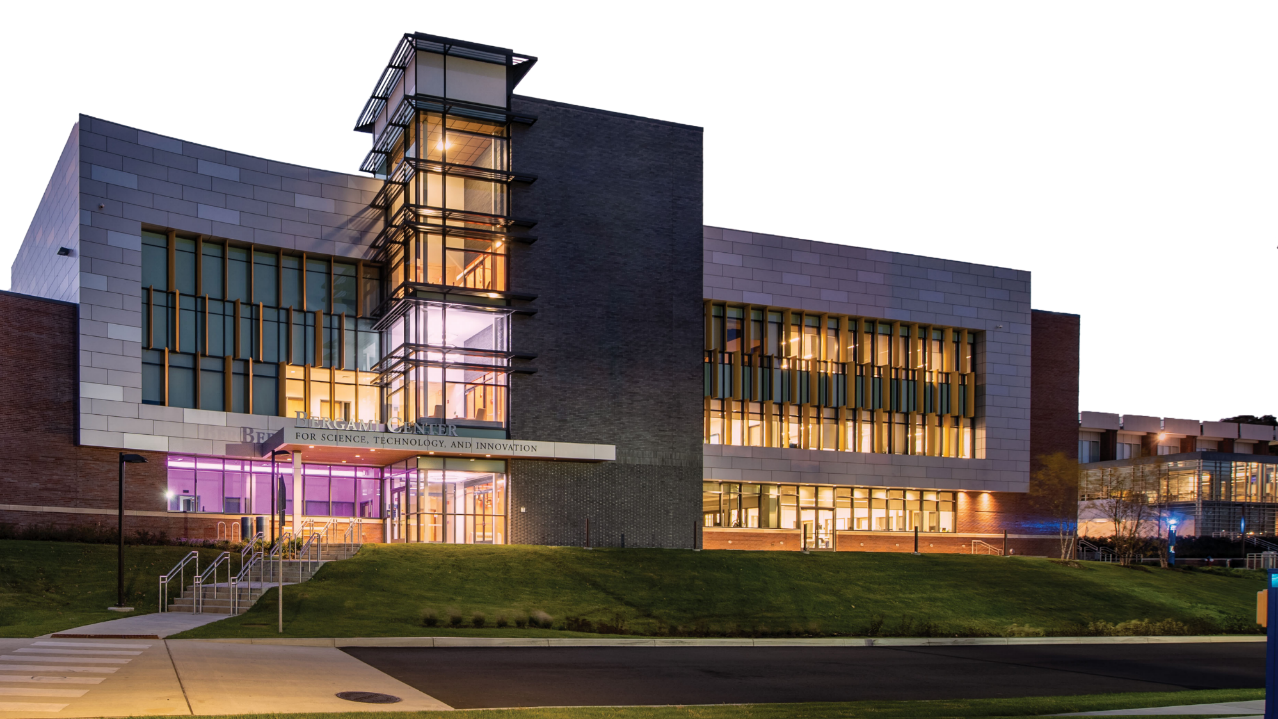 BERGAMI CENTER
FOR SCIENCE, TECHNOLOGY, AND INNOVATION